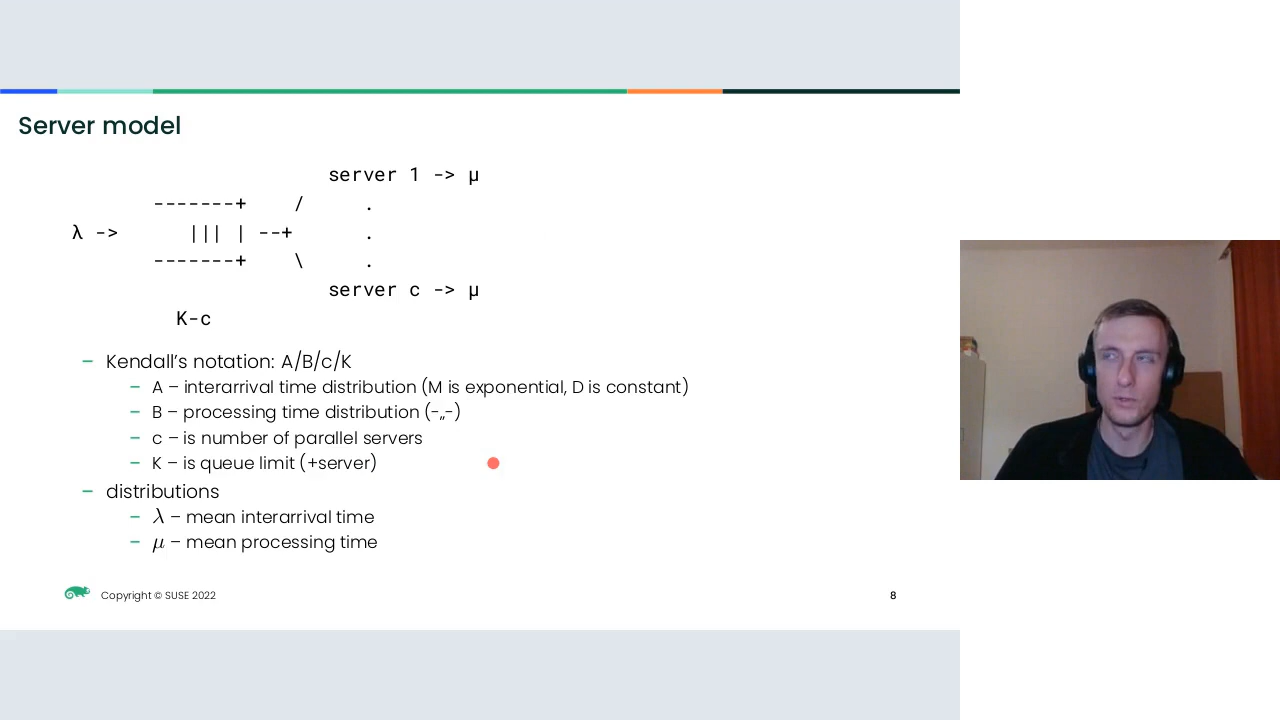 Server model
server 1 -> μ
-------+ / .
λ -> ||| | --+ .
-------+ \ .
server c -> μ
K-c
– Kendall's notation: A/B/c/K
– A – interarrival time distribution (M is exponential, D is constant)
– B – processing time distribution (-„-)
– c – is number of parallel servers
– K – is queue limit (+server)
– distributions
– λ – mean interarrival time
– μ – mean processing time
Copyright © SUSE 2022
8